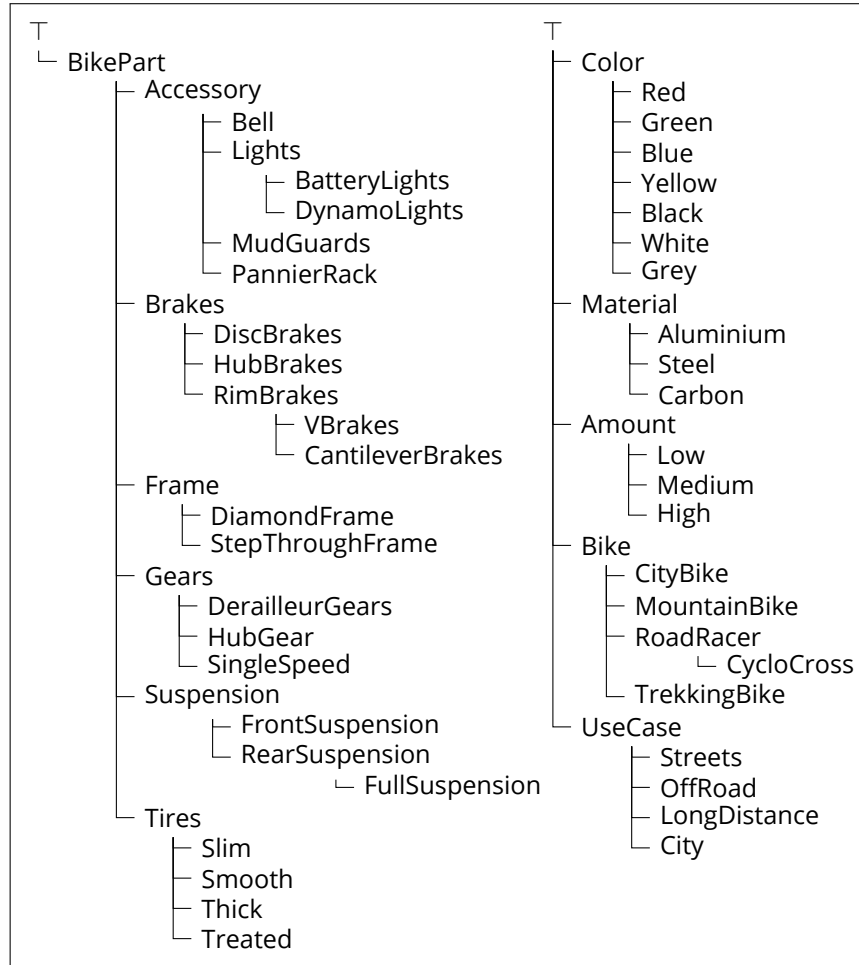 ⊤
BikePart
Accessory
Bell
Lights
BatteryLights
DynamoLights
MudGuards
PannierRack
Brakes
DiscBrakes
HubBrakes
RimBrakes
VBrakes
CantileverBrakes
Frame
DiamondFrame
StepThroughFrame
Gears
DerailleurGears
HubGear
SingleSpeed
Suspension
FrontSuspension
RearSuspension
FullSuspension
Tires
Slim
Smooth
Thick
Treated
⊤
Color
Red
Green
Blue
Yellow
Black
White
Grey
Material
Aluminium
Steel
Carbon
Amount
Low
Medium
High
Bike
CityBike
MountainBike
RoadRacer
CycloCross
TrekkingBike
UseCase
Streets
OffRoad
LongDistance
City